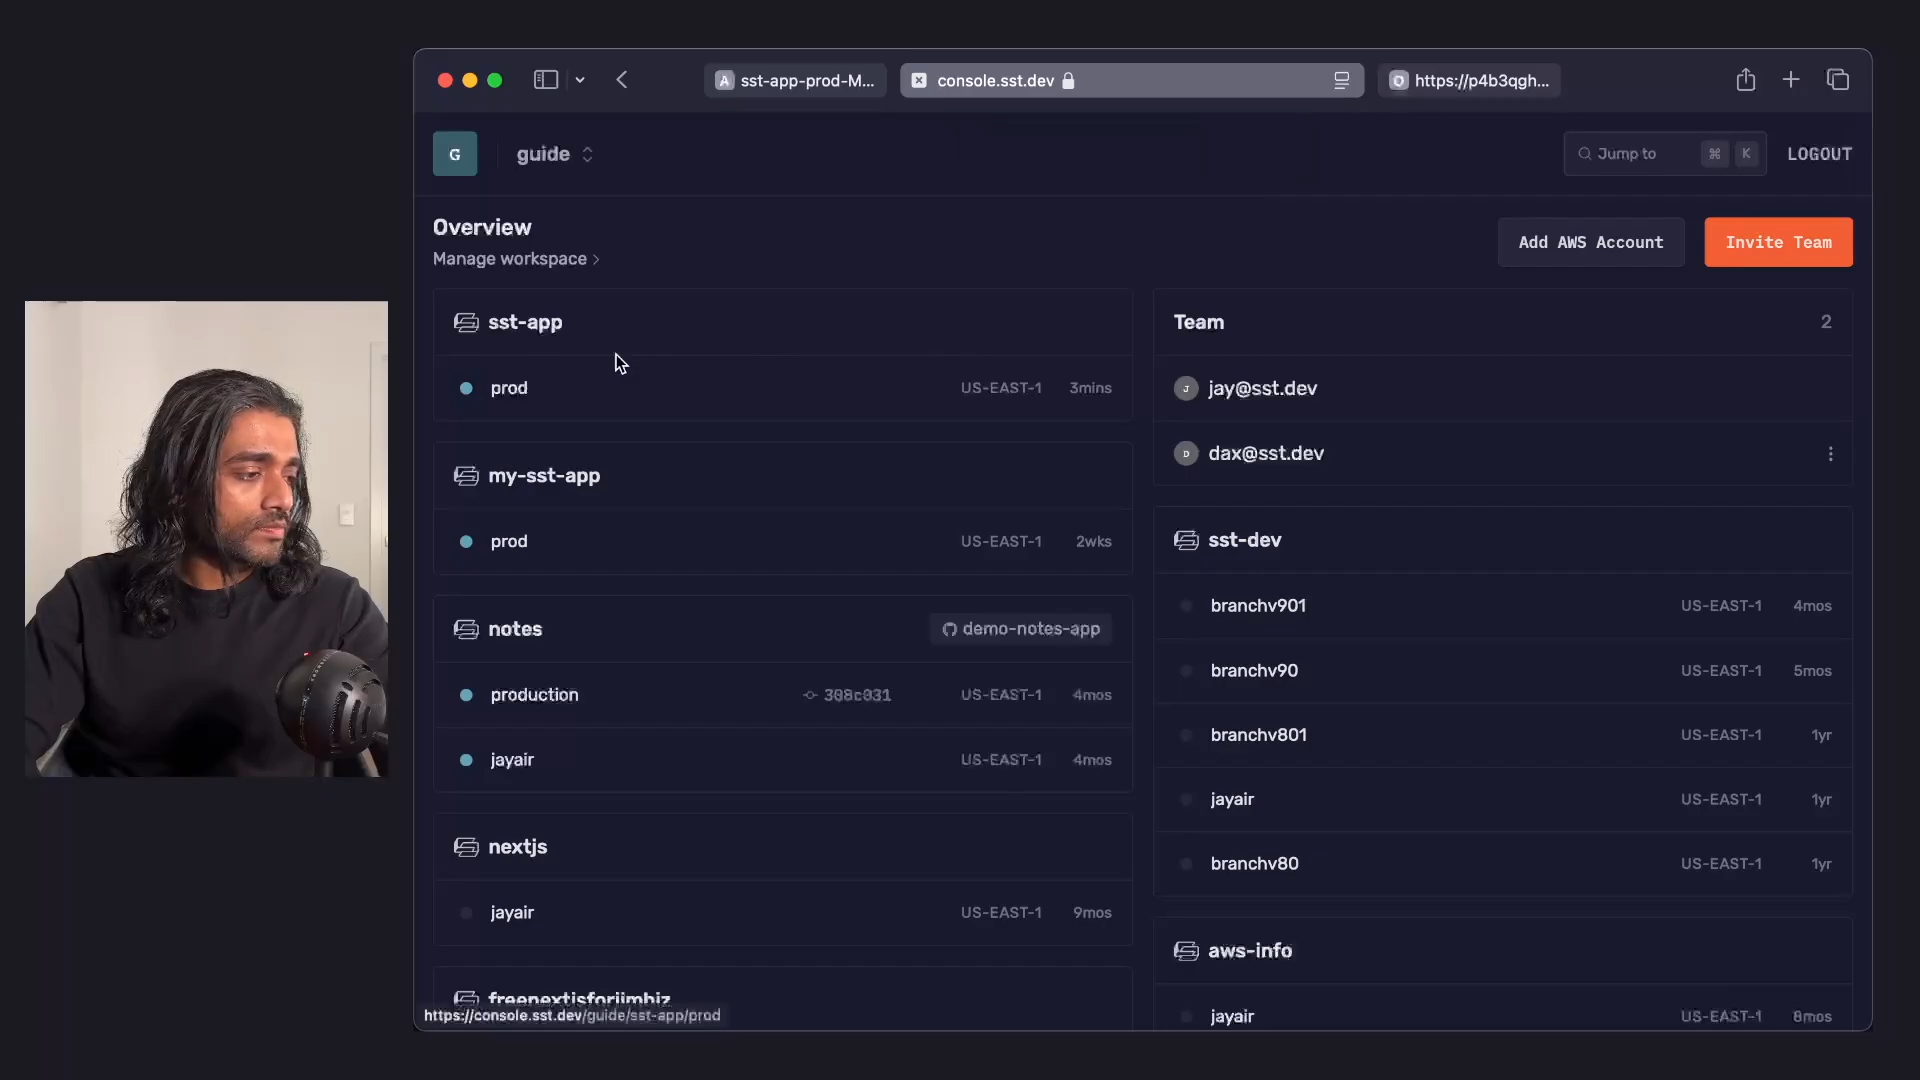 sst-app-prod-M...
console.sst.dev
https://p4b3qgh...
G
guide
Jump to
⌘
K
LOGOUT
Overview
Manage workspace
Add AWS Account
Invite Team
sst-app
prod
US-EAST-1
3mins
my-sst-app
prod
US-EAST-1
2wks
notes
demo-notes-app
production
308c031
US-EAST-1
4mos
jayair
US-EAST-1
4mos
nextjs
jayair
US-EAST-1
9mos
freenextjsforjimbiz
https://console.sst.dev/guide/sst-app/prod
Team
2
J
jay@sst.dev
D
dax@sst.dev
sst-dev
branchv901
US-EAST-1
4mos
branchv90
US-EAST-1
5mos
branchv801
US-EAST-1
1yr
jayair
US-EAST-1
1yr
branchv80
US-EAST-1
1yr
aws-info
jayair
US-EAST-1
8mos